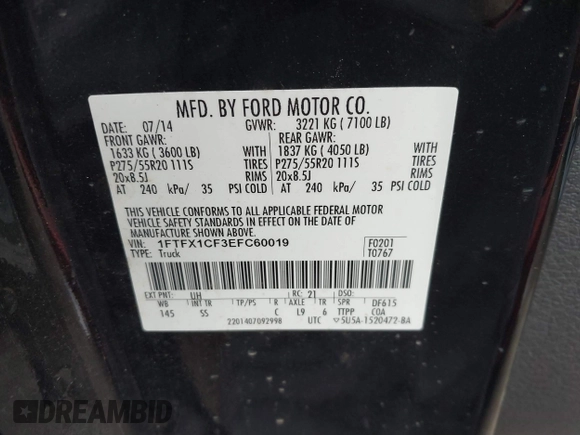 MFD. BY FORD MOTOR CO.
DATE: 07/14 GVWR: 3221 KG ( 7100 LB)
FRONT GAWR: REAR GAWR:
1633 KG ( 3600 LB) WITH 1837 KG ( 4050 LB) WITH
P275/55R20 111S TIRES P275/55R20 111S TIRES
20x8.5J RIMS 20x8.5J RIMS
AT 240 kPa/ 35 PSI COLD AT 240 kPa/ 35 PSI COLD
THIS VEHICLE CONFORMS TO ALL APPLICABLE FEDERAL MOTOR
VEHICLE SAFETY STANDARDS IN EFFECT ON THE DATE OF
MANUFACTURE SHOWN ABOVE.
VIN: 1FTFX1CF3EFC60019 F0201
TYPE: Truck T0767
EXT PNT: UH RC: 21 DSO:
WB INT TR TP/PS R AXLE TR SPR DF615
145 SS C L9 6 TTPP COA
2201407092998 UTC 5U5A-1520472-BA
DREAMBID